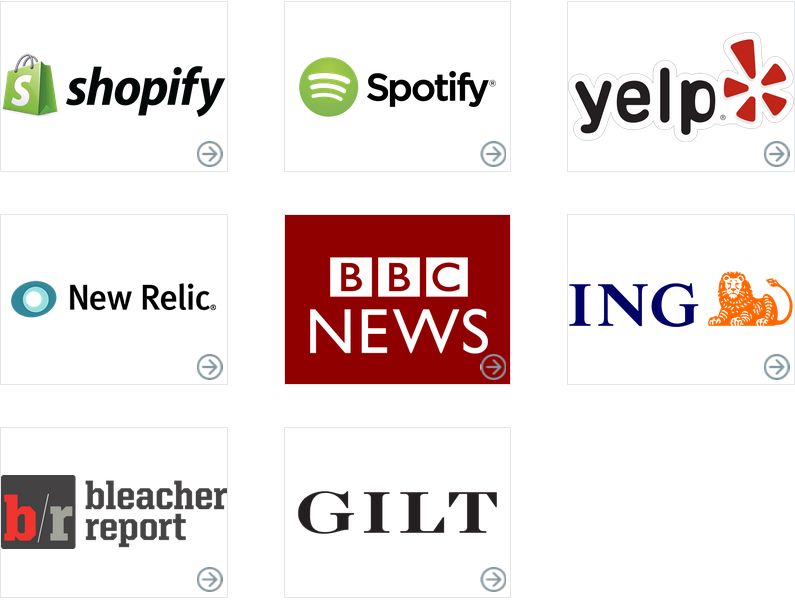 S shopify
Spotify®
yelp®
New Relic®
BBC
NEWS
ING
b/r bleacher
report
GILT